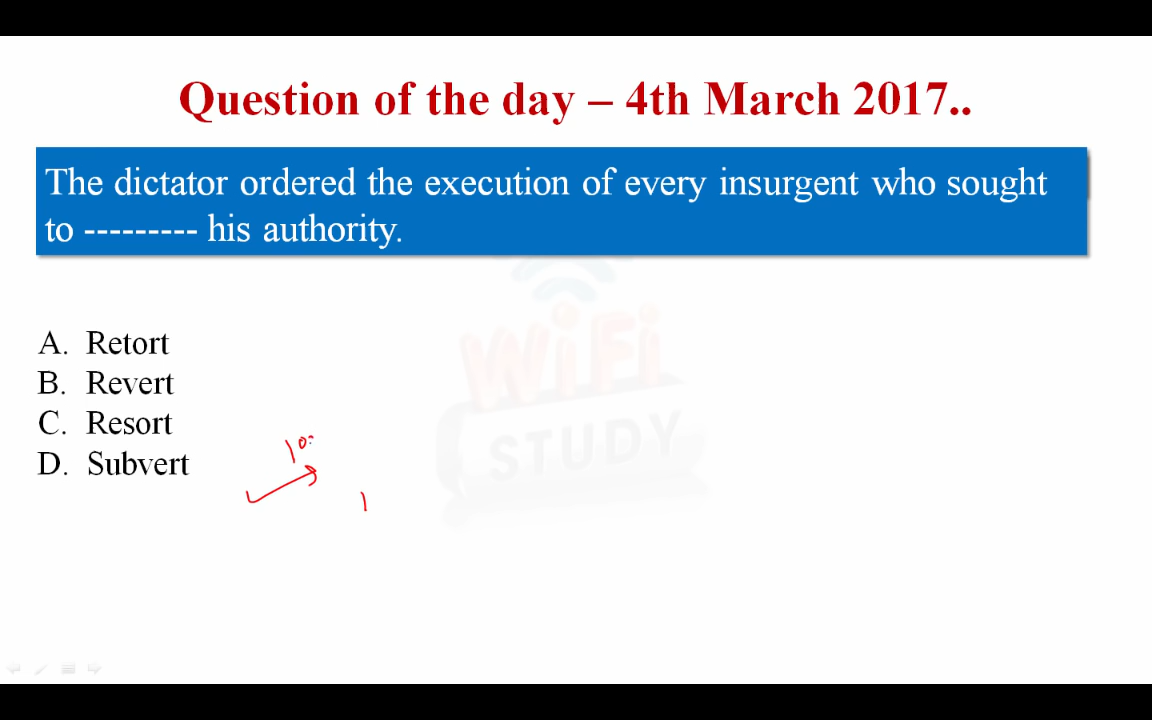 Question of the day – 4th March 2017..
The dictator ordered the execution of every insurgent who sought
to --------- his authority.
A. Retort
B. Revert
C. Resort
D. Subvert
WiFi
STUDY